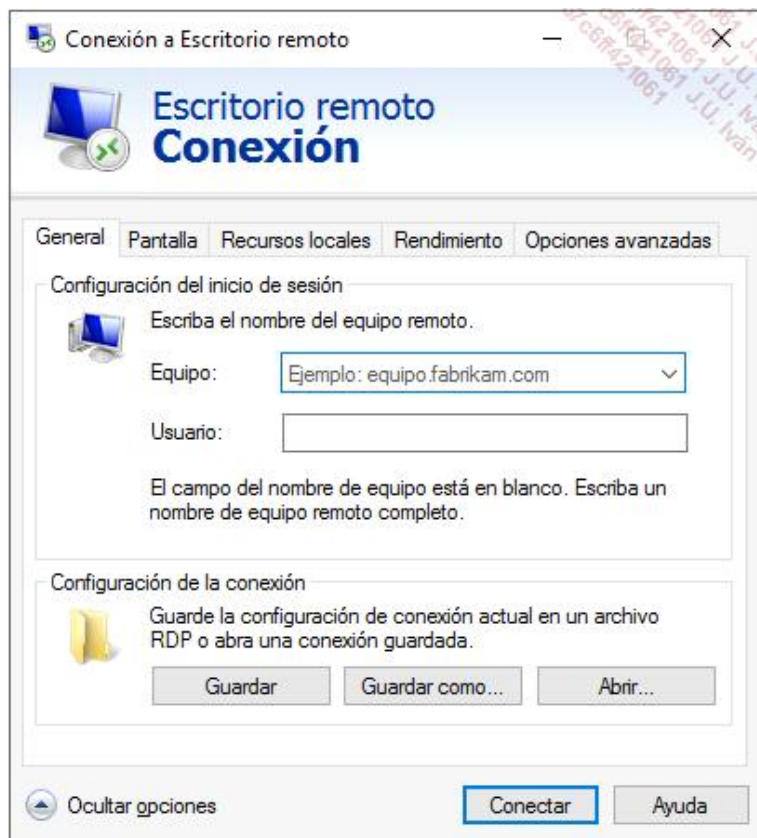 Conexión a Escritorio remoto
Escritorio remoto
Conexión
General Pantalla Recursos locales Rendimiento Opciones avanzadas
Configuración del inicio de sesión
Escriba el nombre del equipo remoto.
Equipo: Ejemplo: equipo.fabrikam.com
Usuario:
El campo del nombre de equipo está en blanco. Escriba un
nombre de equipo remoto completo.
Configuración de la conexión
Guarde la configuración de conexión actual en un archivo
RDP o abra una conexión guardada.
Guardar Guardar como... Abrir...
Ocultar opciones Conectar Ayuda